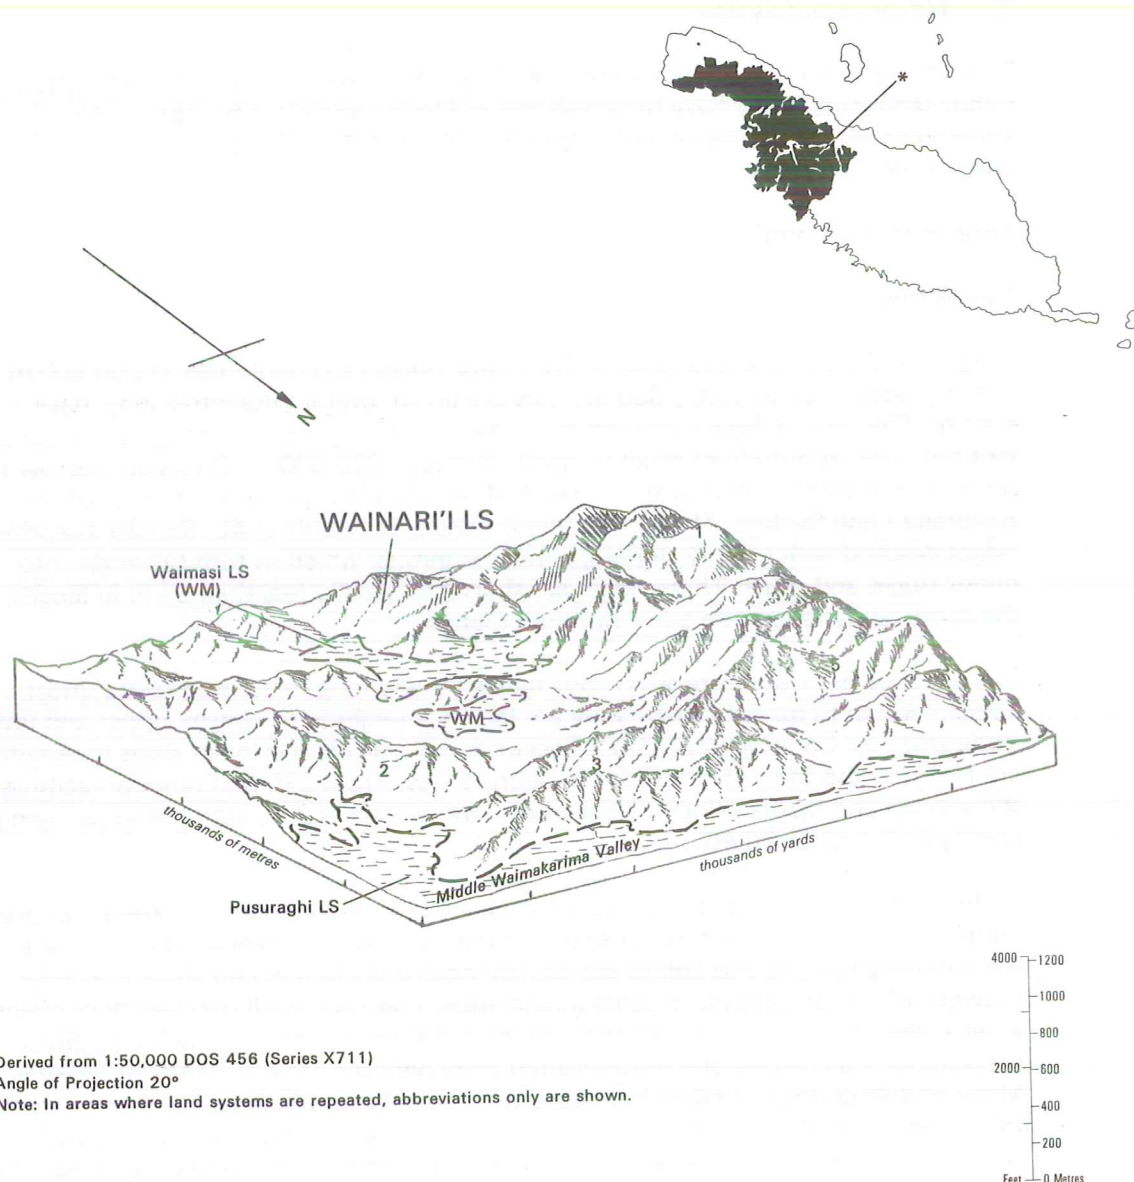 *
N
WAINARI'I LS
Waimasi LS
(WM)
1
5
WM
2
3
thousands of metres
Middle Waimakarima Valley
thousands of yards
Pusuraghi LS
4000 1200
1000
800
2000 600
400
200
Feet 0 Metres
Derived from 1:50,000 DOS 456 (Series X711)
Angle of Projection 20°
Note: In areas where land systems are repeated, abbreviations only are shown.